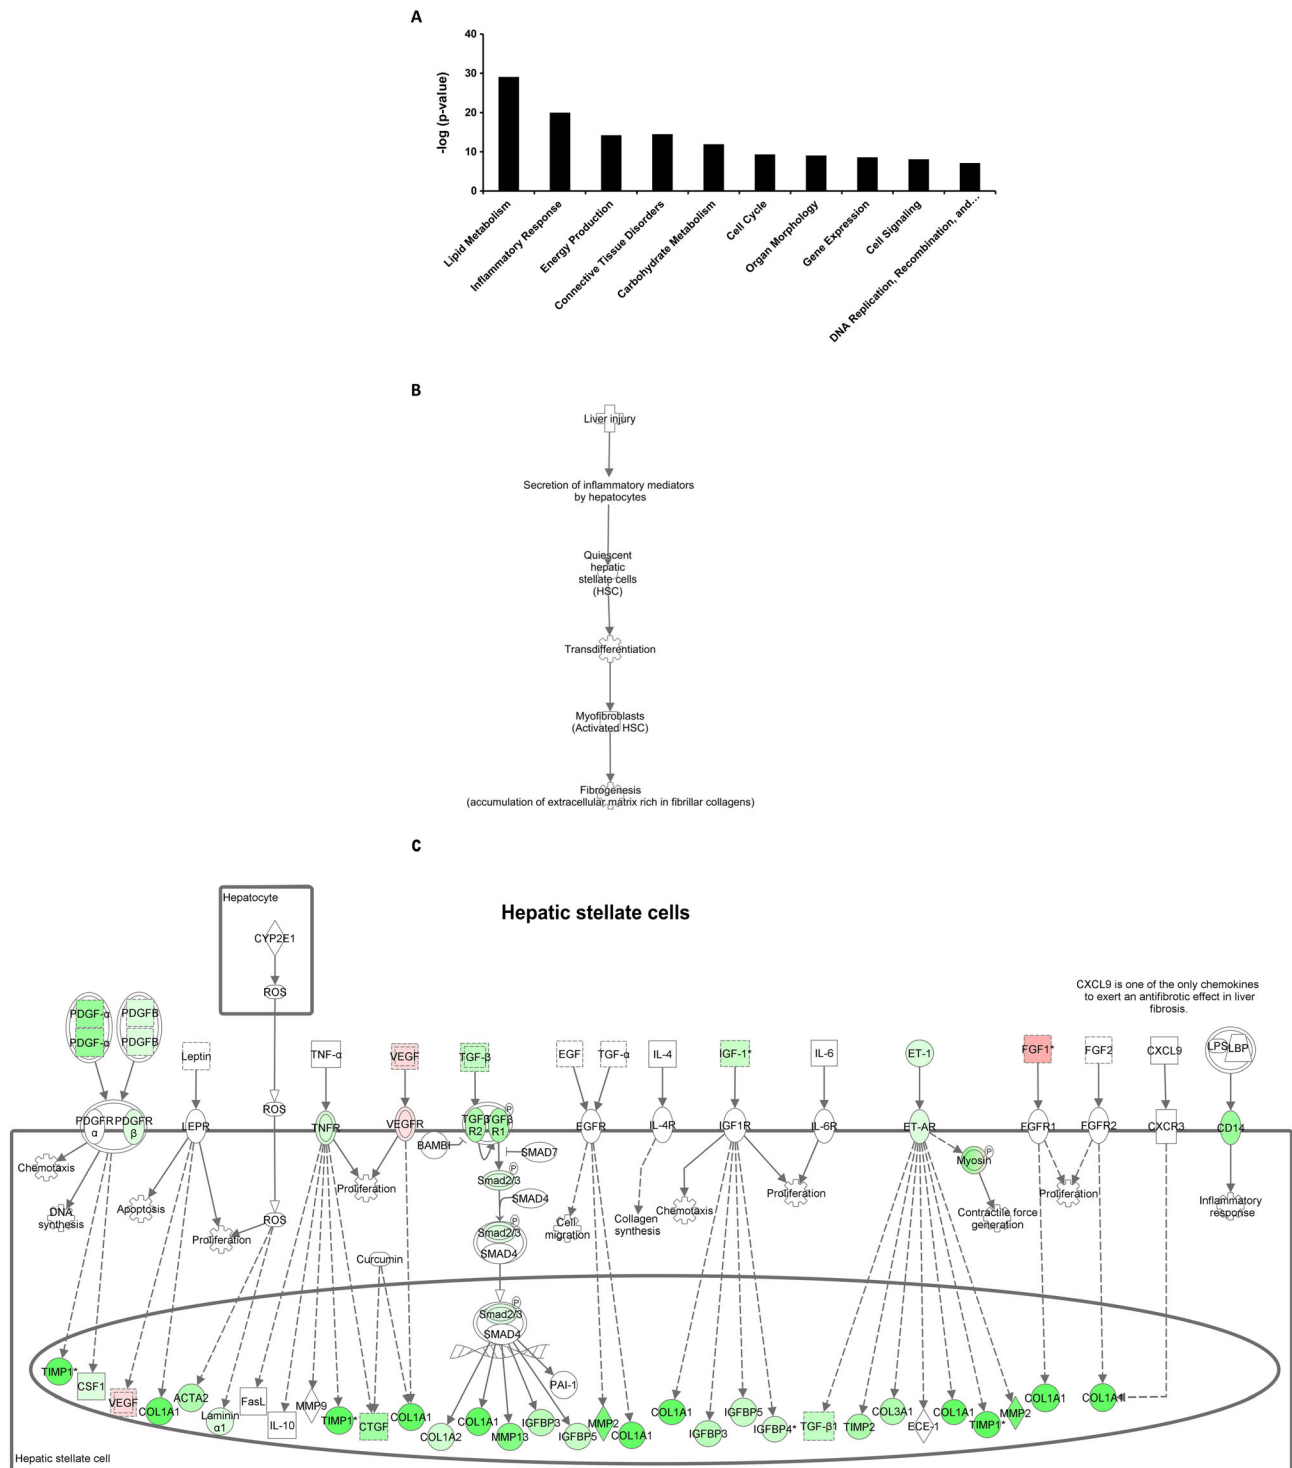 A
40
30
20
10
0
-log (p-value)
Lipid Metabolism
Inflammatory Response
Energy Production
Connective Tissue Disorders
Carbohydrate Metabolism
Cell Cycle
Organ Morphology
Gene Expression
Cell Signaling
DNA Replication, Recombination, and...
B
Liver injury
Secretion of inflammatory mediators
by hepatocytes
Quiescent
hepatic
stellate cells
(HSC)
Transdifferentiation
Myofibroblasts
(Activated HSC)
Fibrogenesis
(accumulation of extracellular matrix rich in fibrillar collagens)
C
Hepatocyte
Hepatic stellate cells
CYP2E1
ROS
CXCL9 is one of the only chemokines
to exert an antifibrotic effect in liver
fibrosis.
PDGF-α
PDGFB
PDGF-α
PDGFB
Leptin
TNF-α
VEGF
TGF-β
EGF
TGF-α
IL-4
IGF-1*
IL-6
ET-1
FGF1*
FGF2
CXCL9
LPS
LBP
ROS
PDGFR
α
PDGFR
β
LEPR
TNFR
VEGFR
TGFβ
R2
TGFβ
R1
P
EGFR
IL-4R
IGF1R
IL-6R
ET-AR
FGFR1
FGFR2
CXCR3
CD14
BAMBI
SMAD7
Myosin
P
Chemotaxis
DNA
synthesis
Apoptosis
Proliferation
ROS
Proliferation
Smad2/3
P
SMAD4
Cell
migration
Collagen
synthesis
Chemotaxis
Proliferation
Contractile force
generation
Proliferation
Inflammatory
response
Curcumin
Smad2/3
P
SMAD4
Smad2/3
P
SMAD4
PAI-1
TIMP1*
CSF1
VEGF
COL1A1
ACTA2
Laminin
α1
FasL
IL-10
MMP9
TIMP1*
CTGF
COL1A1
COL1A2
COL1A1
MMP13
IGFBP3
IGFBP5
MMP2
COL1A1
COL1A1
IGFBP3
IGFBP5
IGFBP4*
TGF-β1
TIMP2
COL3A1
ECE-1
COL1A1
TIMP1*
MMP2
COL1A1
COL1A1
Hepatic stellate cell